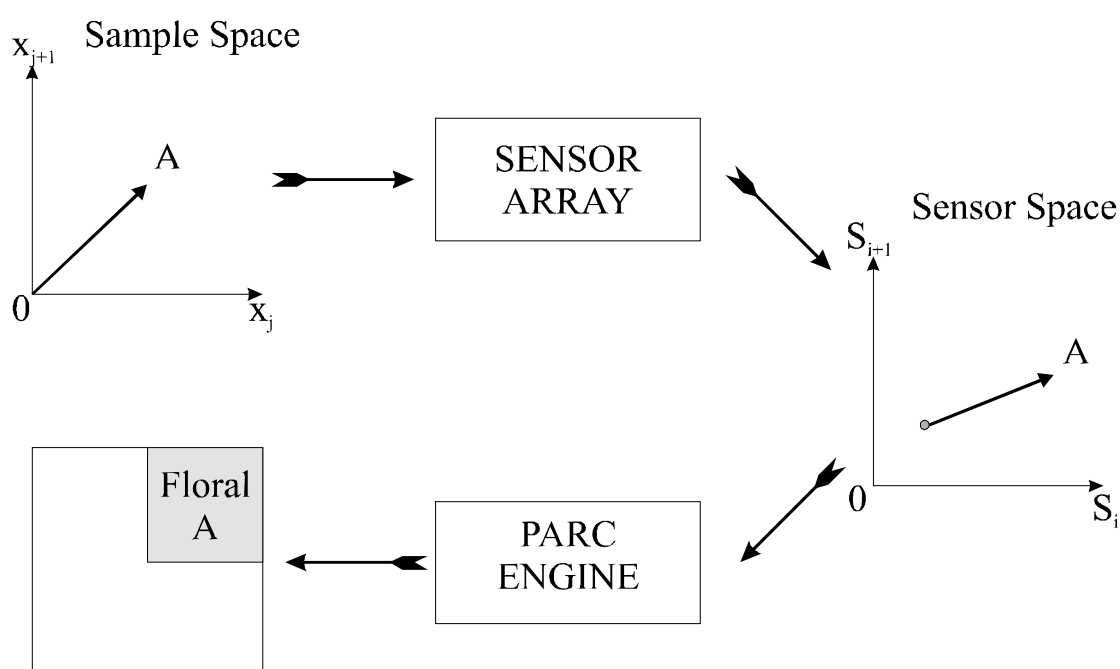 Sample Space
x_{j+1}
A
0
x_j
SENSOR
ARRAY
Sensor Space
S_{i+1}
A
0
S_i
PARC
ENGINE
Floral
A